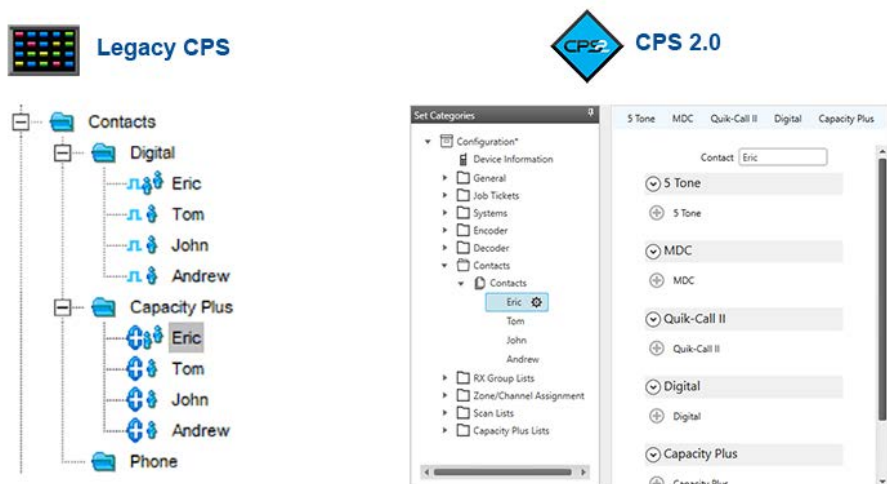 Legacy CPS
CPS2
CPS 2.0
Contacts
Digital
Eric
Tom
John
Andrew
Capacity Plus
Eric
Tom
John
Andrew
Phone
Set Categories
Configuration*
Device Information
General
Job Tickets
Systems
Encoder
Decoder
Contacts
Contacts
Eric
Tom
John
Andrew
RX Group Lists
Zone/Channel Assignment
Scan Lists
Capacity Plus Lists
5 Tone MDC Quik-Call II Digital Capacity Plus
Contact Eric
5 Tone
5 Tone
MDC
MDC
Quik-Call II
Quik-Call II
Digital
Digital
Capacity Plus
Capacity Plus